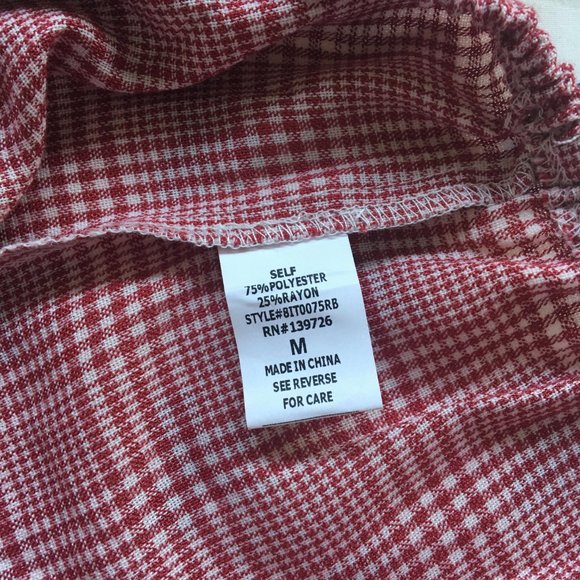 SELF
75%POLYESTER
25%RAYON
STYLE#8IT0075RB
RN#139726
M
MADE IN CHINA
SEE REVERSE
FOR CARE